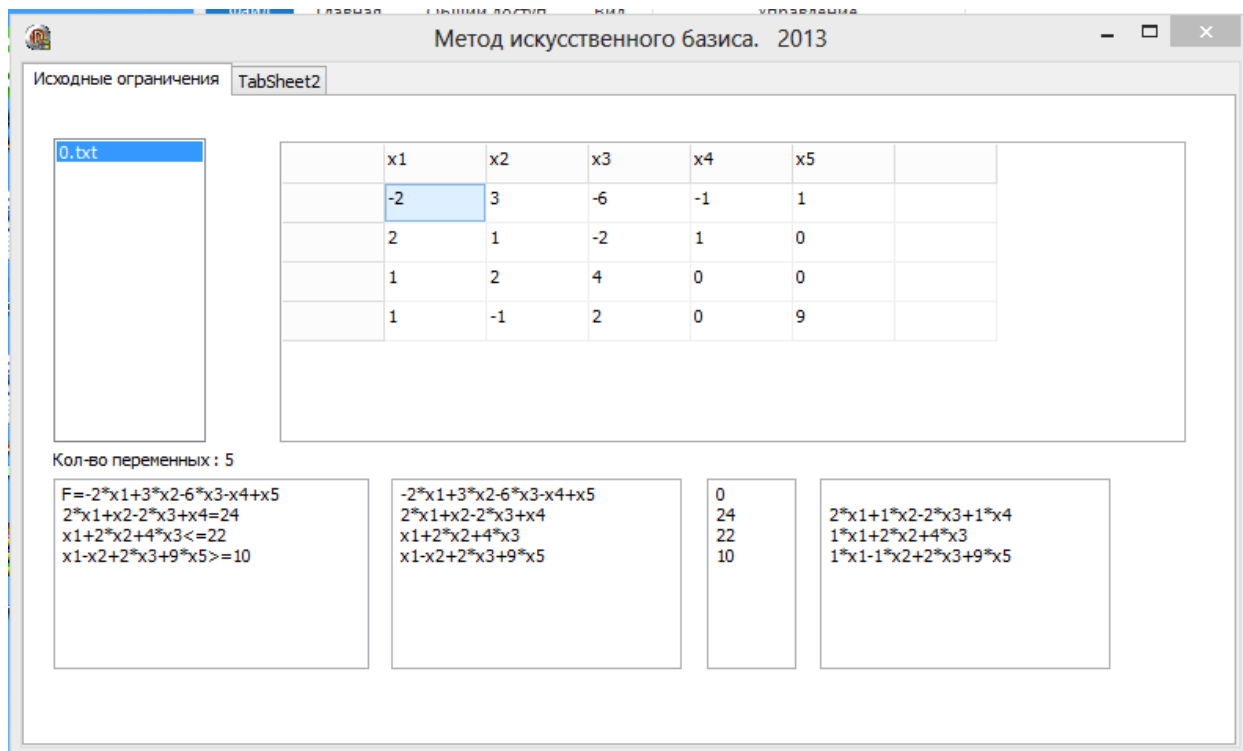 Метод искусственного базиса. 2013
Исходные ограничения TabSheet2
0.txt
x1 x2 x3 x4 x5
-2 3 -6 -1 1
2 1 -2 1 0
1 2 4 0 0
1 -1 2 0 9
Кол-во переменных : 5
F=-2*x1+3*x2-6*x3-x4+x5
2*x1+x2-2*x3+x4=24
x1+2*x2+4*x3<=22
x1-x2+2*x3+9*x5>=10
-2*x1+3*x2-6*x3-x4+x5
2*x1+x2-2*x3+x4
x1+2*x2+4*x3
x1-x2+2*x3+9*x5
0
24
22
10
2*x1+1*x2-2*x3+1*x4
1*x1+2*x2+4*x3
1*x1-1*x2+2*x3+9*x5